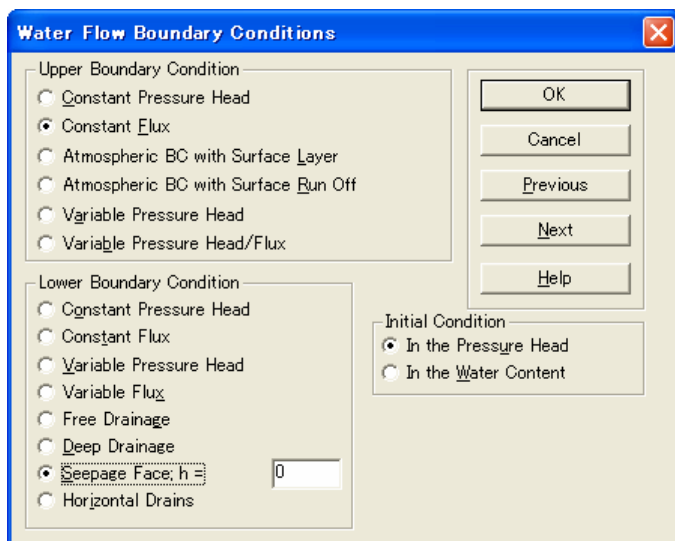 Water Flow Boundary Conditions
Upper Boundary Condition
Constant Pressure Head
Constant Flux
Atmospheric BC with Surface Layer
Atmospheric BC with Surface Run Off
Variable Pressure Head
Variable Pressure Head/Flux
OK
Cancel
Previous
Next
Help
Lower Boundary Condition
Constant Pressure Head
Constant Flux
Variable Pressure Head
Variable Flux
Free Drainage
Deep Drainage
Seepage Face; h = 0
Horizontal Drains
Initial Condition
In the Pressure Head
In the Water Content